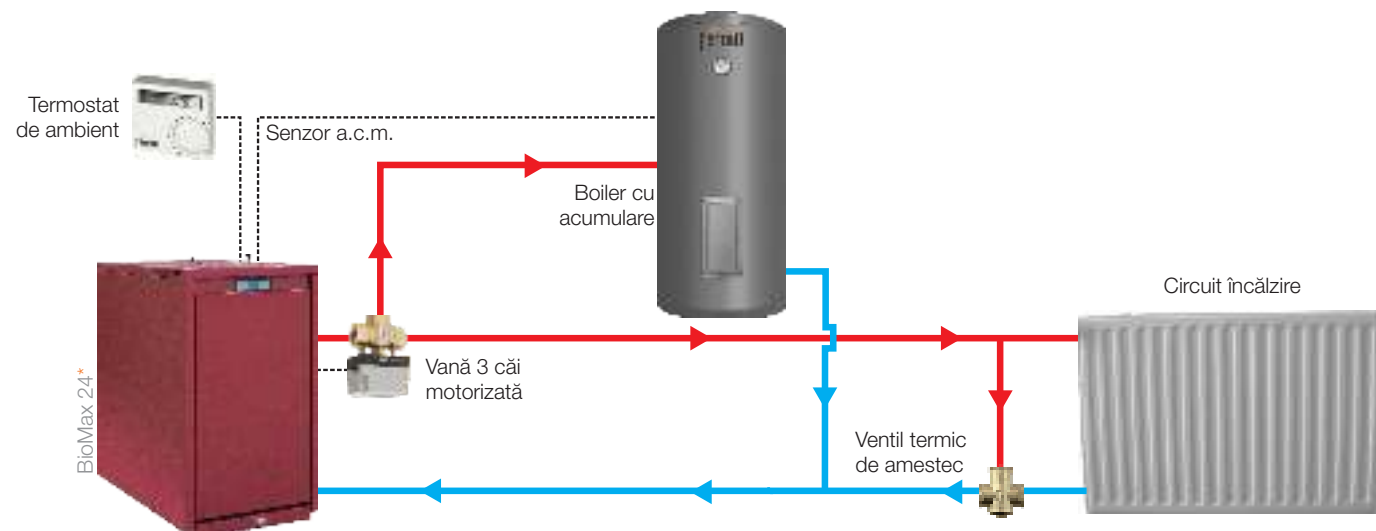 Termostat
de ambient
Senzor a.c.m.
Boiler cu
acumulare
Circuit încălzire
Vană 3 căi
motorizată
BioMax 24*
Ventil termic
de amestec